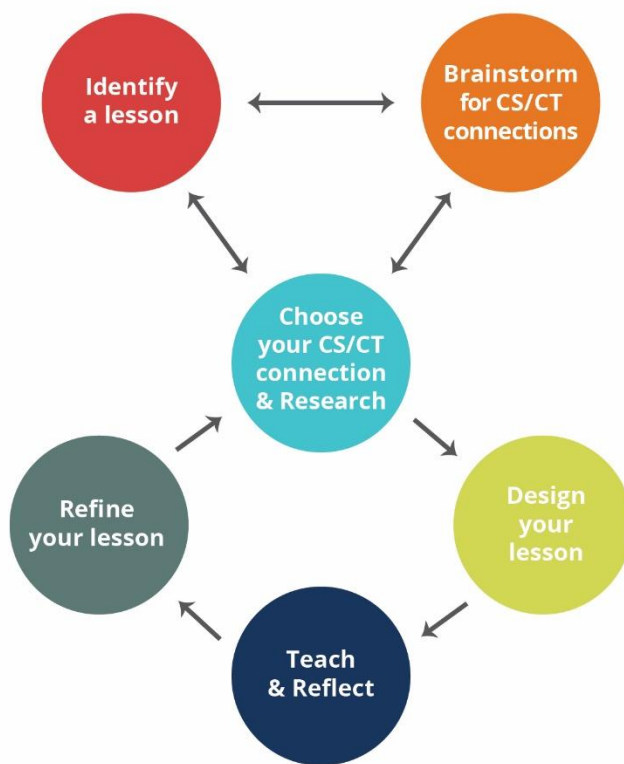 Identify
a lesson
Brainstorm
for CS/CT
connections
Choose
your CS/CT
connection
& Research
Refine
your lesson
Design
your
lesson
Teach
& Reflect